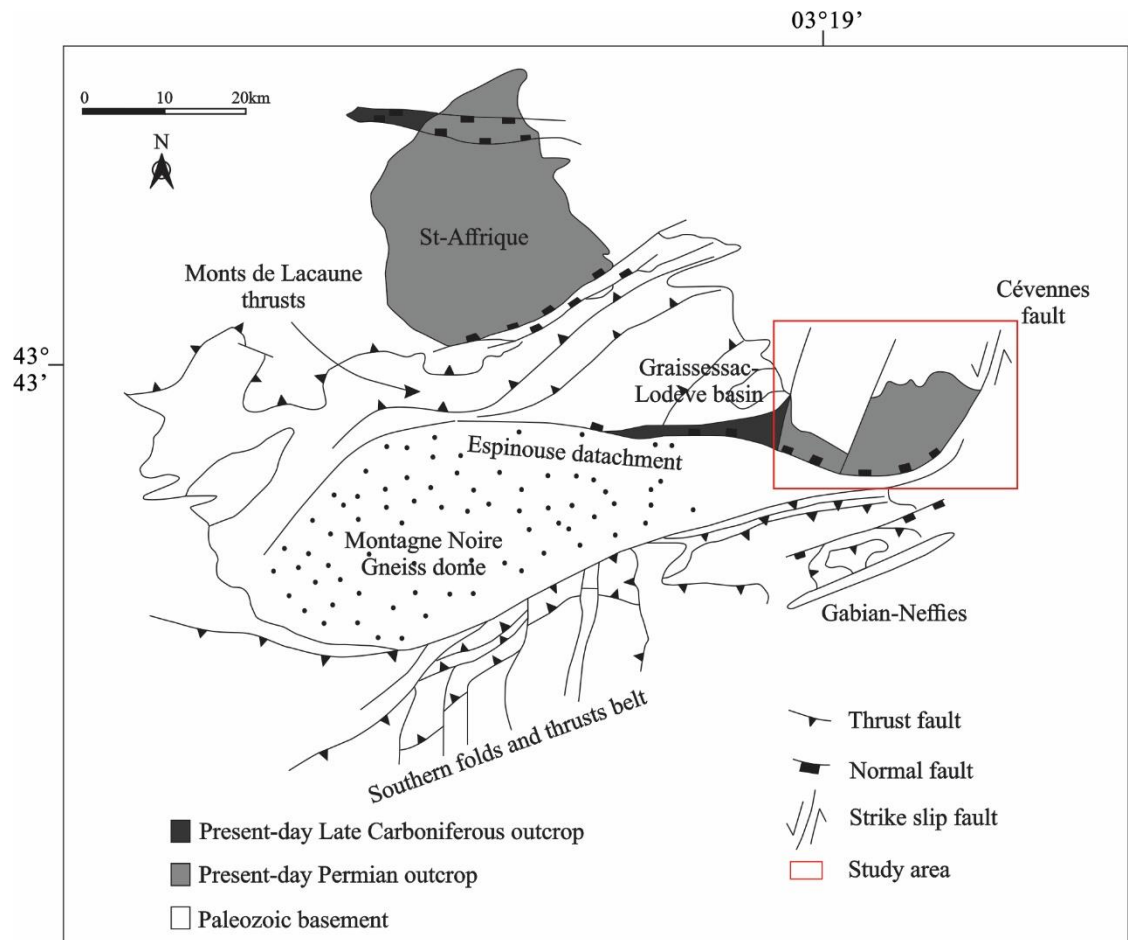 03°19’
0 10 20km
N
St-Affrique
Monts de Lacaune
thrusts
Cévennes
fault
43°
43’
Graissessac-
Lodève basin
Espinouse datachment
Montagne Noire
Gneiss dome
Gabian-Neffies
Southern folds and thrusts belt
Thrust fault
Normal fault
Strike slip fault
Study area
Present-day Late Carboniferous outcrop
Present-day Permian outcrop
Paleozoic basement